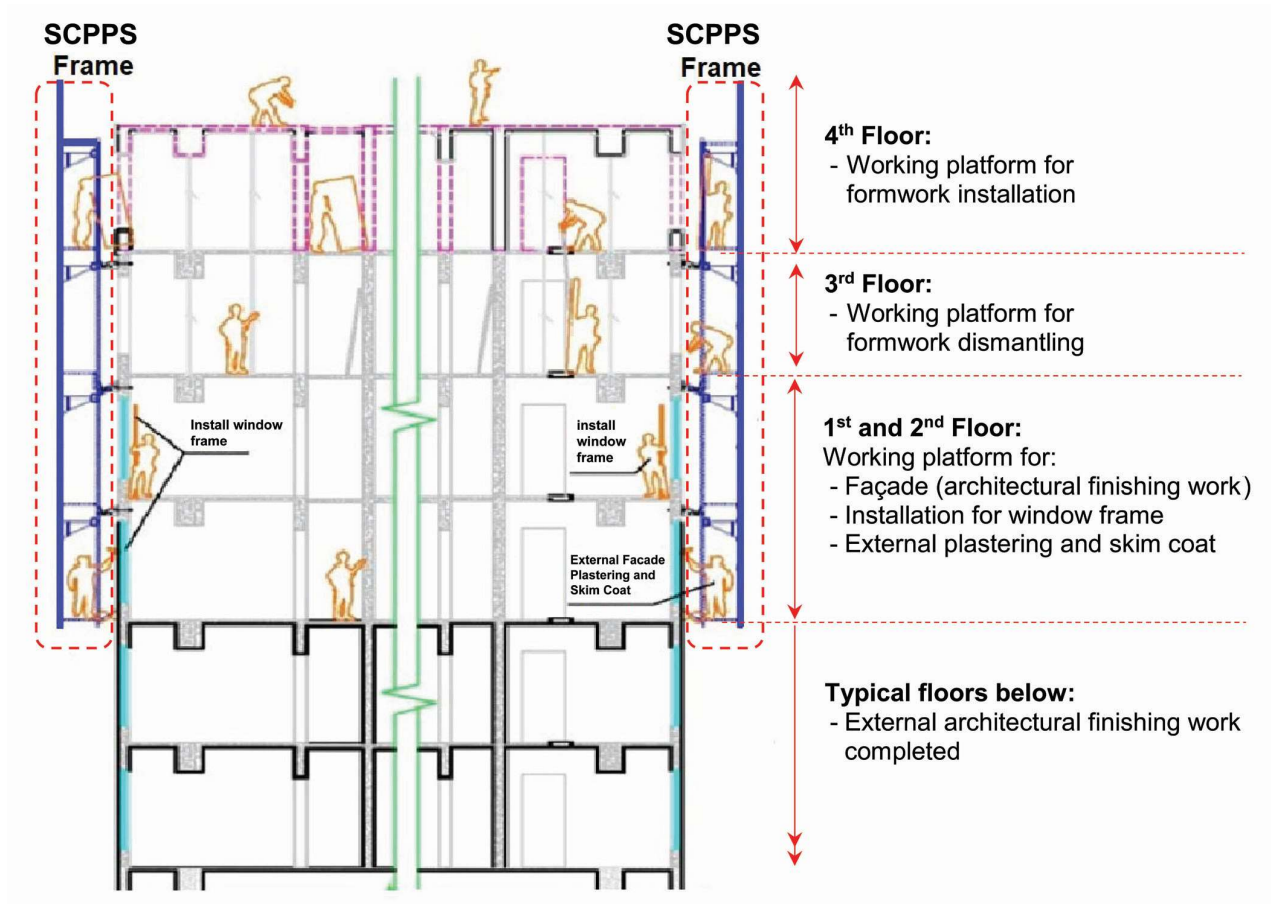 SCPPS
Frame
SCPPS
Frame
4th Floor:
- Working platform for
formwork installation
3rd Floor:
- Working platform for
formwork dismantling
Install window
frame
install
window
frame
1st and 2nd Floor:
Working platform for:
- Façade (architectural finishing work)
- Installation for window frame
- External plastering and skim coat
External Facade
Plastering and
Skim Coat
Typical floors below:
- External architectural finishing work
completed